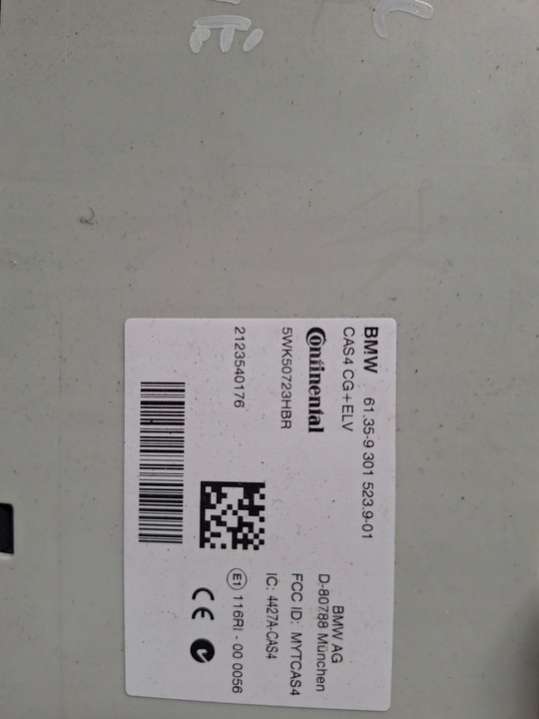 BMW 61.35-9 301 523.9-01
CAS4 CG+ELV
Continental
5WK50723HBR
2123540176
BMW AG
D-80788 München
FCC ID: MYTCAS4
IC: 4427A-CAS4
E1 116RI - 00 0056
CE